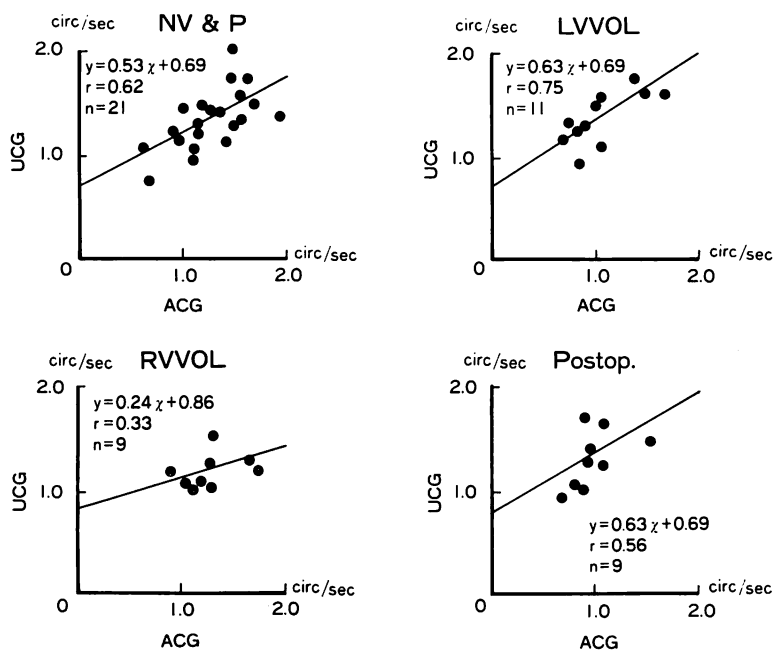 circ/sec NV & P
2.0
y=0.53χ+0.69
r=0.62
n=21
1.0
UCG
circ/sec
0 1.0 2.0
ACG
circ/sec LVVOL
2.0
y=0.63χ+0.69
r=0.75
n=11
1.0
UCG
circ/sec
0 1.0 2.0
ACG
circ/sec RVVOL
2.0
y=0.24χ+0.86
r=0.33
n=9
1.0
UCG
circ/sec
0 1.0 2.0
ACG
circ/sec Postop.
2.0
1.0
UCG
y=0.63χ+0.69
r=0.56
n=9
circ/sec
0 1.0 2.0
ACG